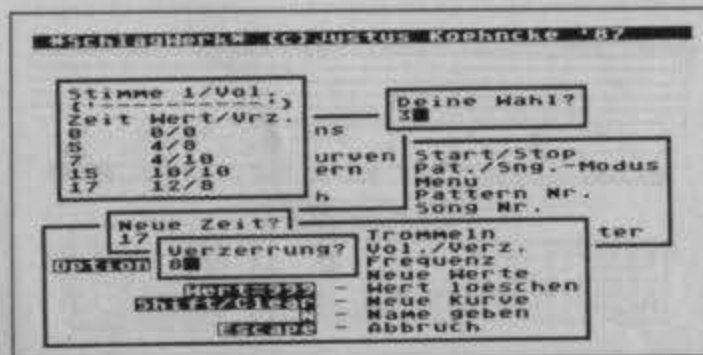 *SchlagWerk* (c)Justus Koehncke '87
Stimme 1/Vol.
('-----------')
Zeit Wert/Vrz.
0 0/0
5 4/8
7 4/10
15 10/10
17 12/8
Deine Wahl?
3
ns
urven
ern
h
Start/Stop
Pat./Sng.-Modus
Menu
Pattern Nr.
Song Nr.
ter
Neue Zeit?
17
Verzerrung?
8
Option
Trommeln
Vol./Verz.
Frequenz
Neue Werte
Wert=999 - Wert loeschen
Shift/Clear - Neue Kurve
N - Name geben
Escape - Abbruch